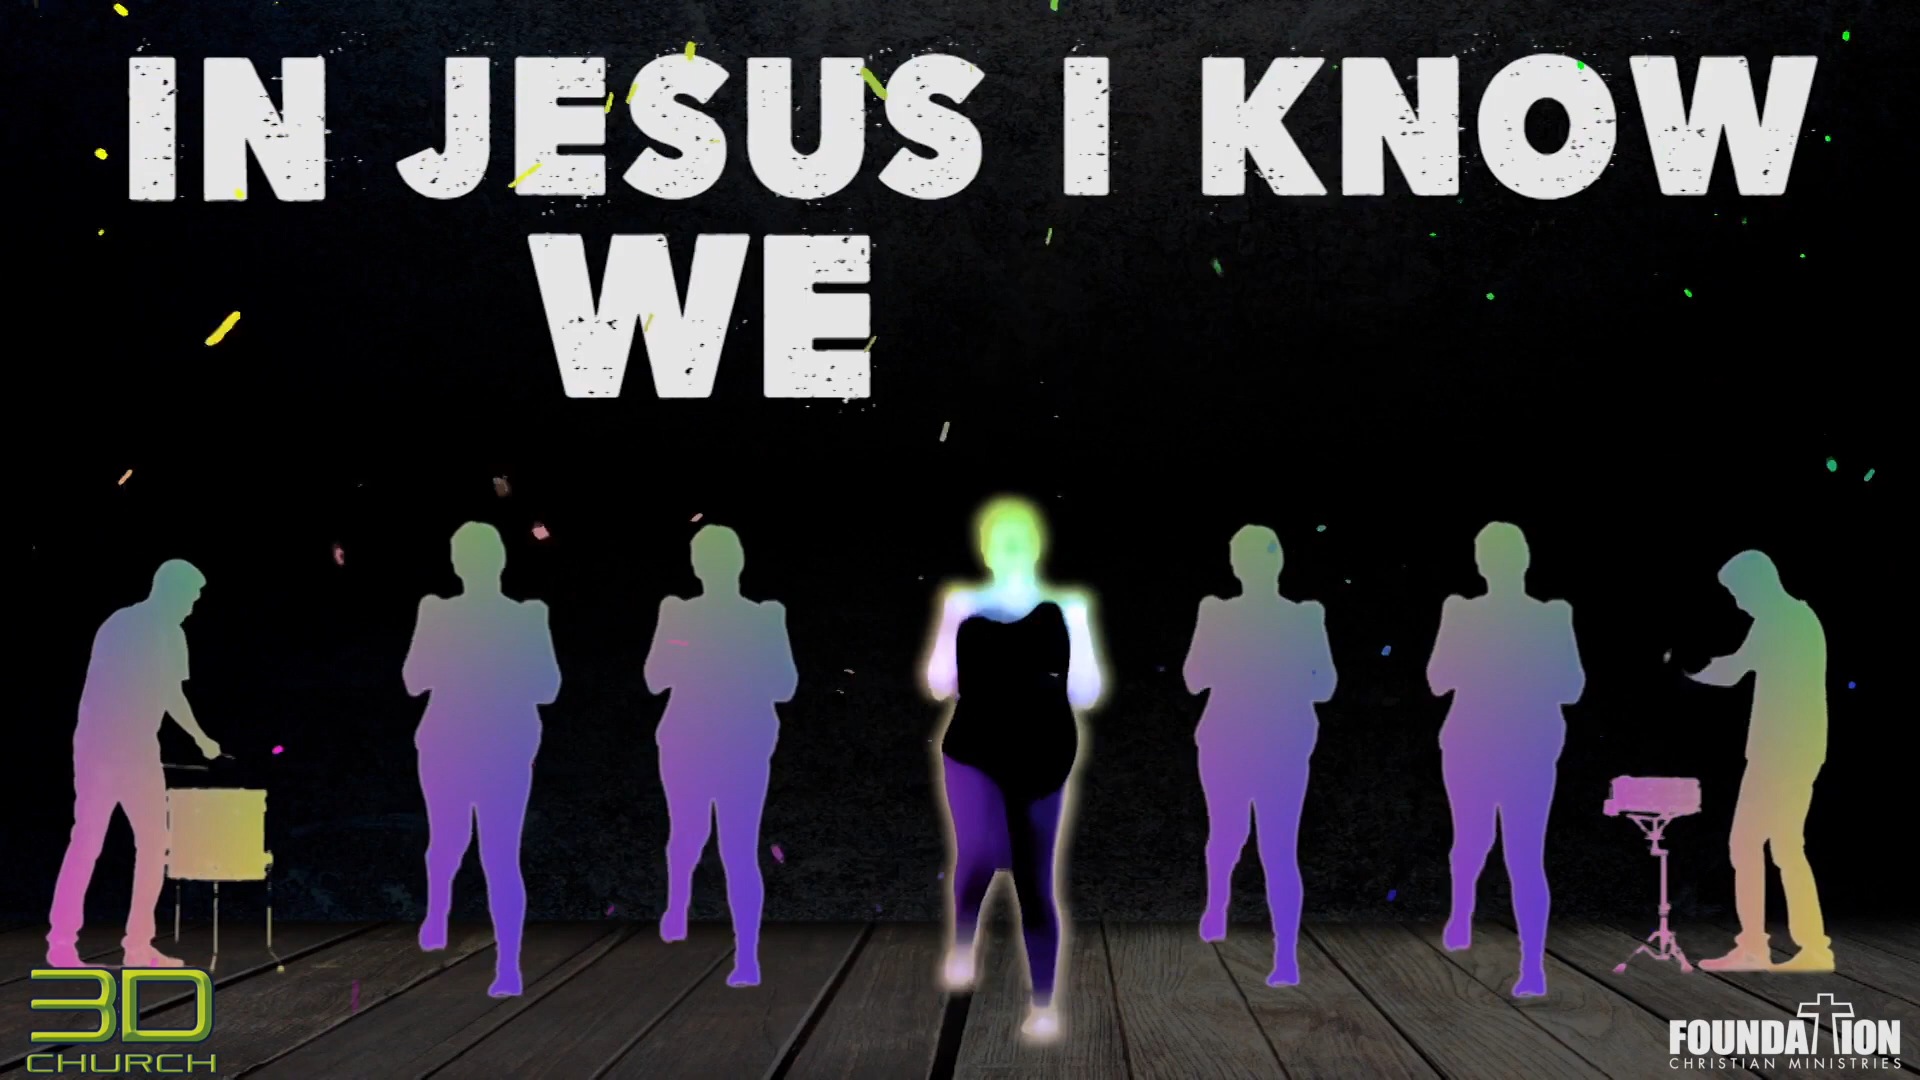 IN JESUS I KNOW
WE
3D
CHURCH
FOUNDATION
CHRISTIAN MINISTRIES